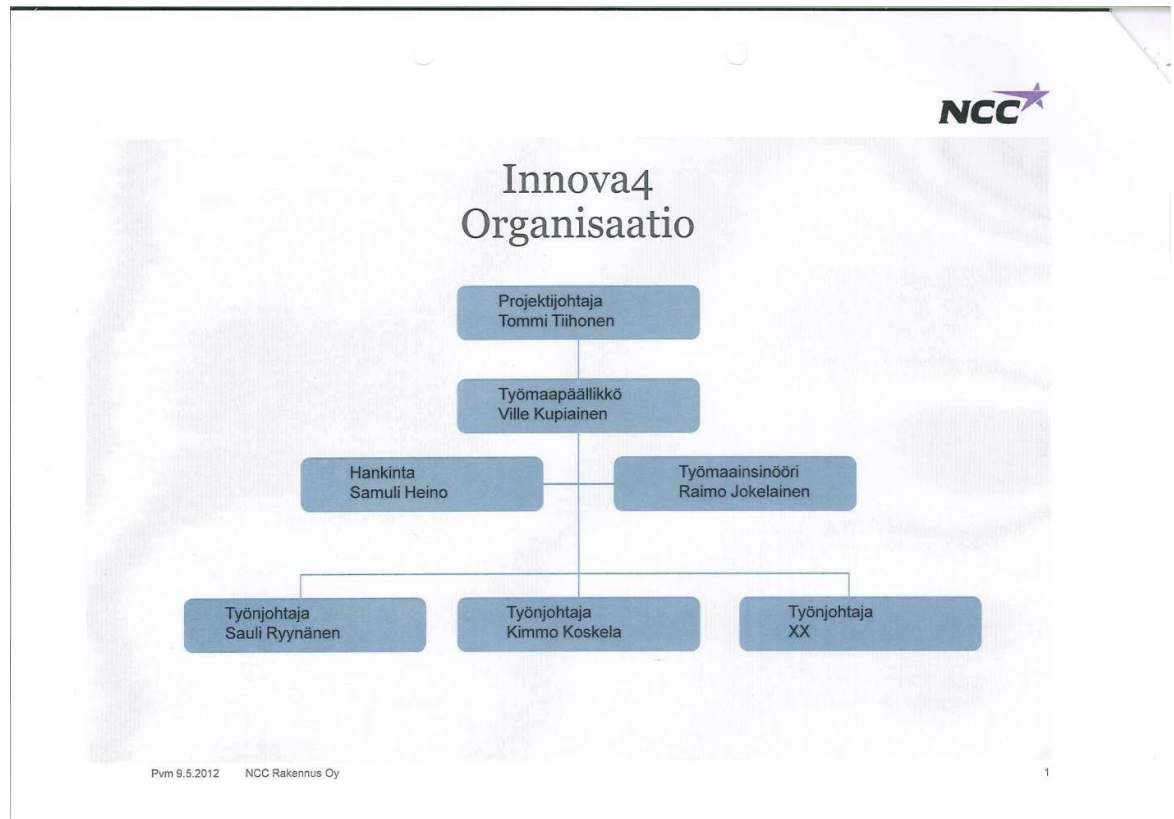 NCC
Innova4
Organisaatio
Projektijohtaja
Tommi Tiihonen
Työmaapäällikkö
Ville Kupiainen
Hankinta
Samuli Heino
Työmaainsinööri
Raimo Jokelainen
Työnjohtaja
Sauli Ryynänen
Työnjohtaja
Kimmo Koskela
Työnjohtaja
XX
Pvm 9.5.2012 NCC Rakennus Oy 1